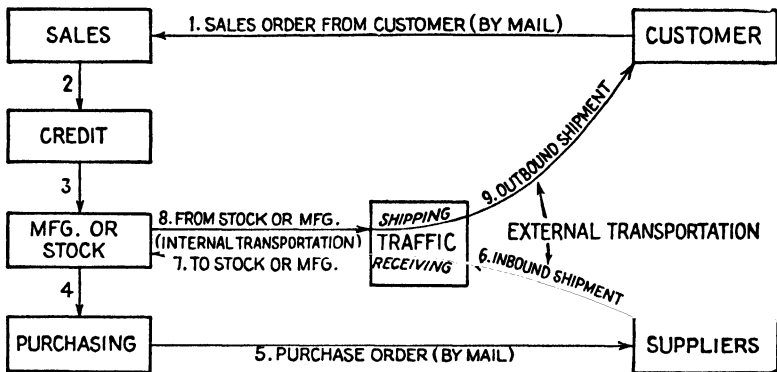 SALES
1. SALES ORDER FROM CUSTOMER (BY MAIL)
CUSTOMER
2
CREDIT
3
MFG. OR
STOCK
8. FROM STOCK OR MFG.
(INTERNAL TRANSPORTATION)
7. TO STOCK OR MFG.
SHIPPING
TRAFFIC
RECEIVING
9. OUTBOUND SHIPMENT
EXTERNAL TRANSPORTATION
6. INBOUND SHIPMENT
4
PURCHASING
5. PURCHASE ORDER (BY MAIL)
SUPPLIERS